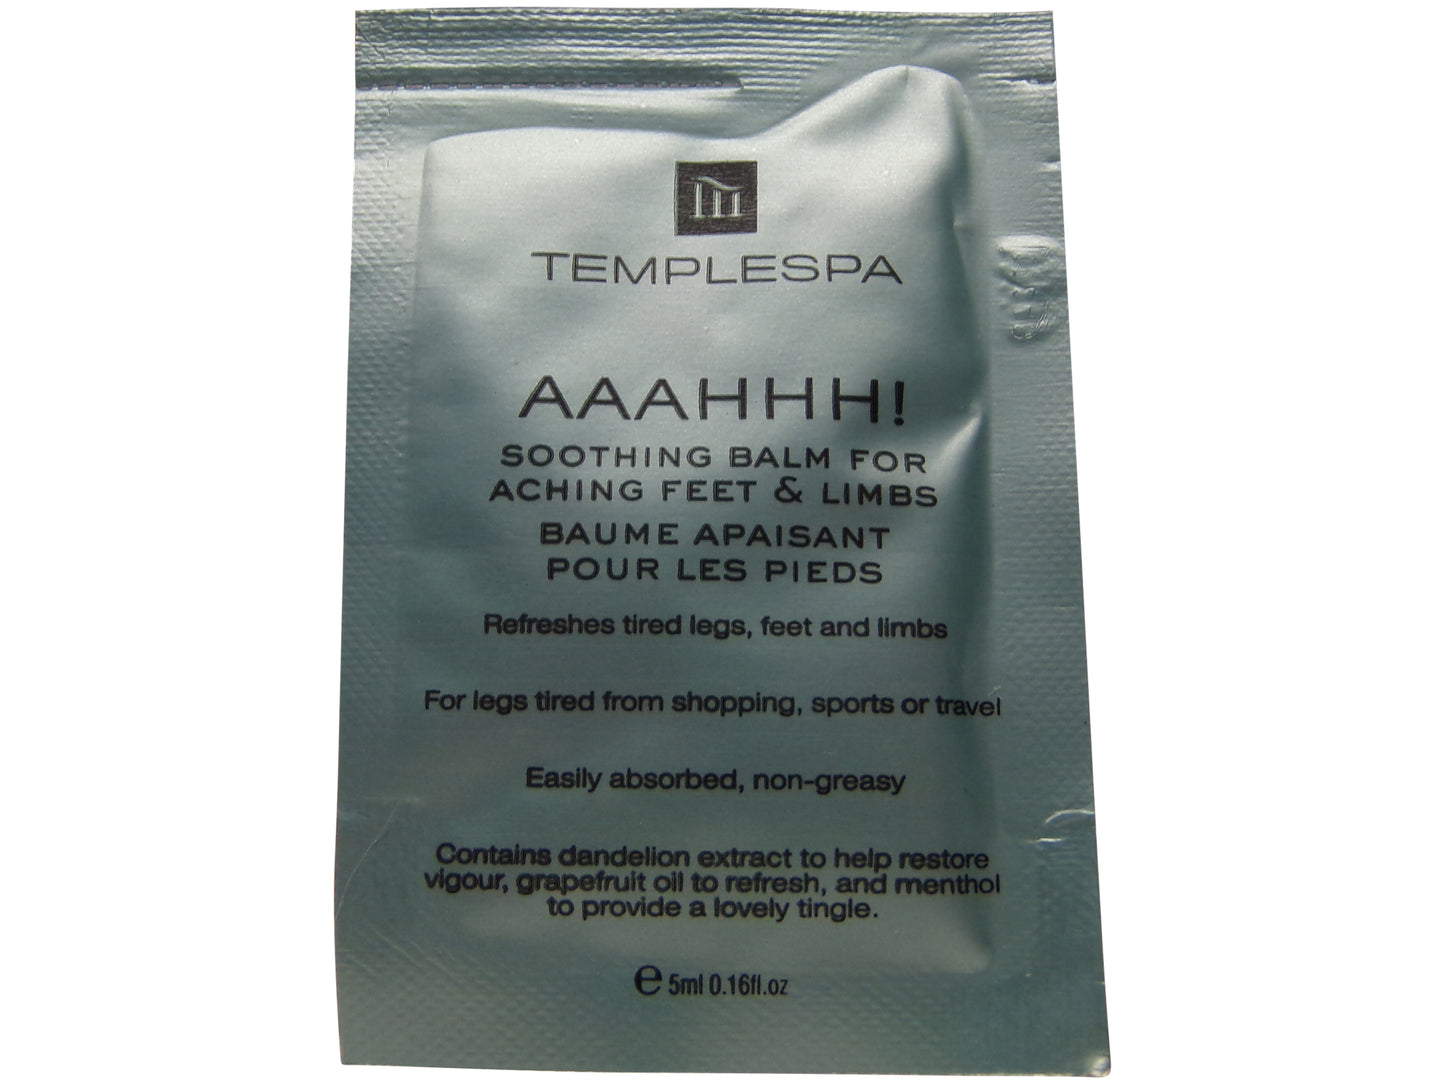 TEMPLESPA
AAAHHH!
SOOTHING BALM FOR
ACHING FEET & LIMBS
BAUME APAISANT
POUR LES PIEDS
Refreshes tired legs, feet and limbs
For legs tired from shopping, sports or travel
Easily absorbed, non-greasy
Contains dandelion extract to help restore
vigour, grapefruit oil to refresh, and menthol
to provide a lovely tingle.
℮ 5ml 0.16fl.oz